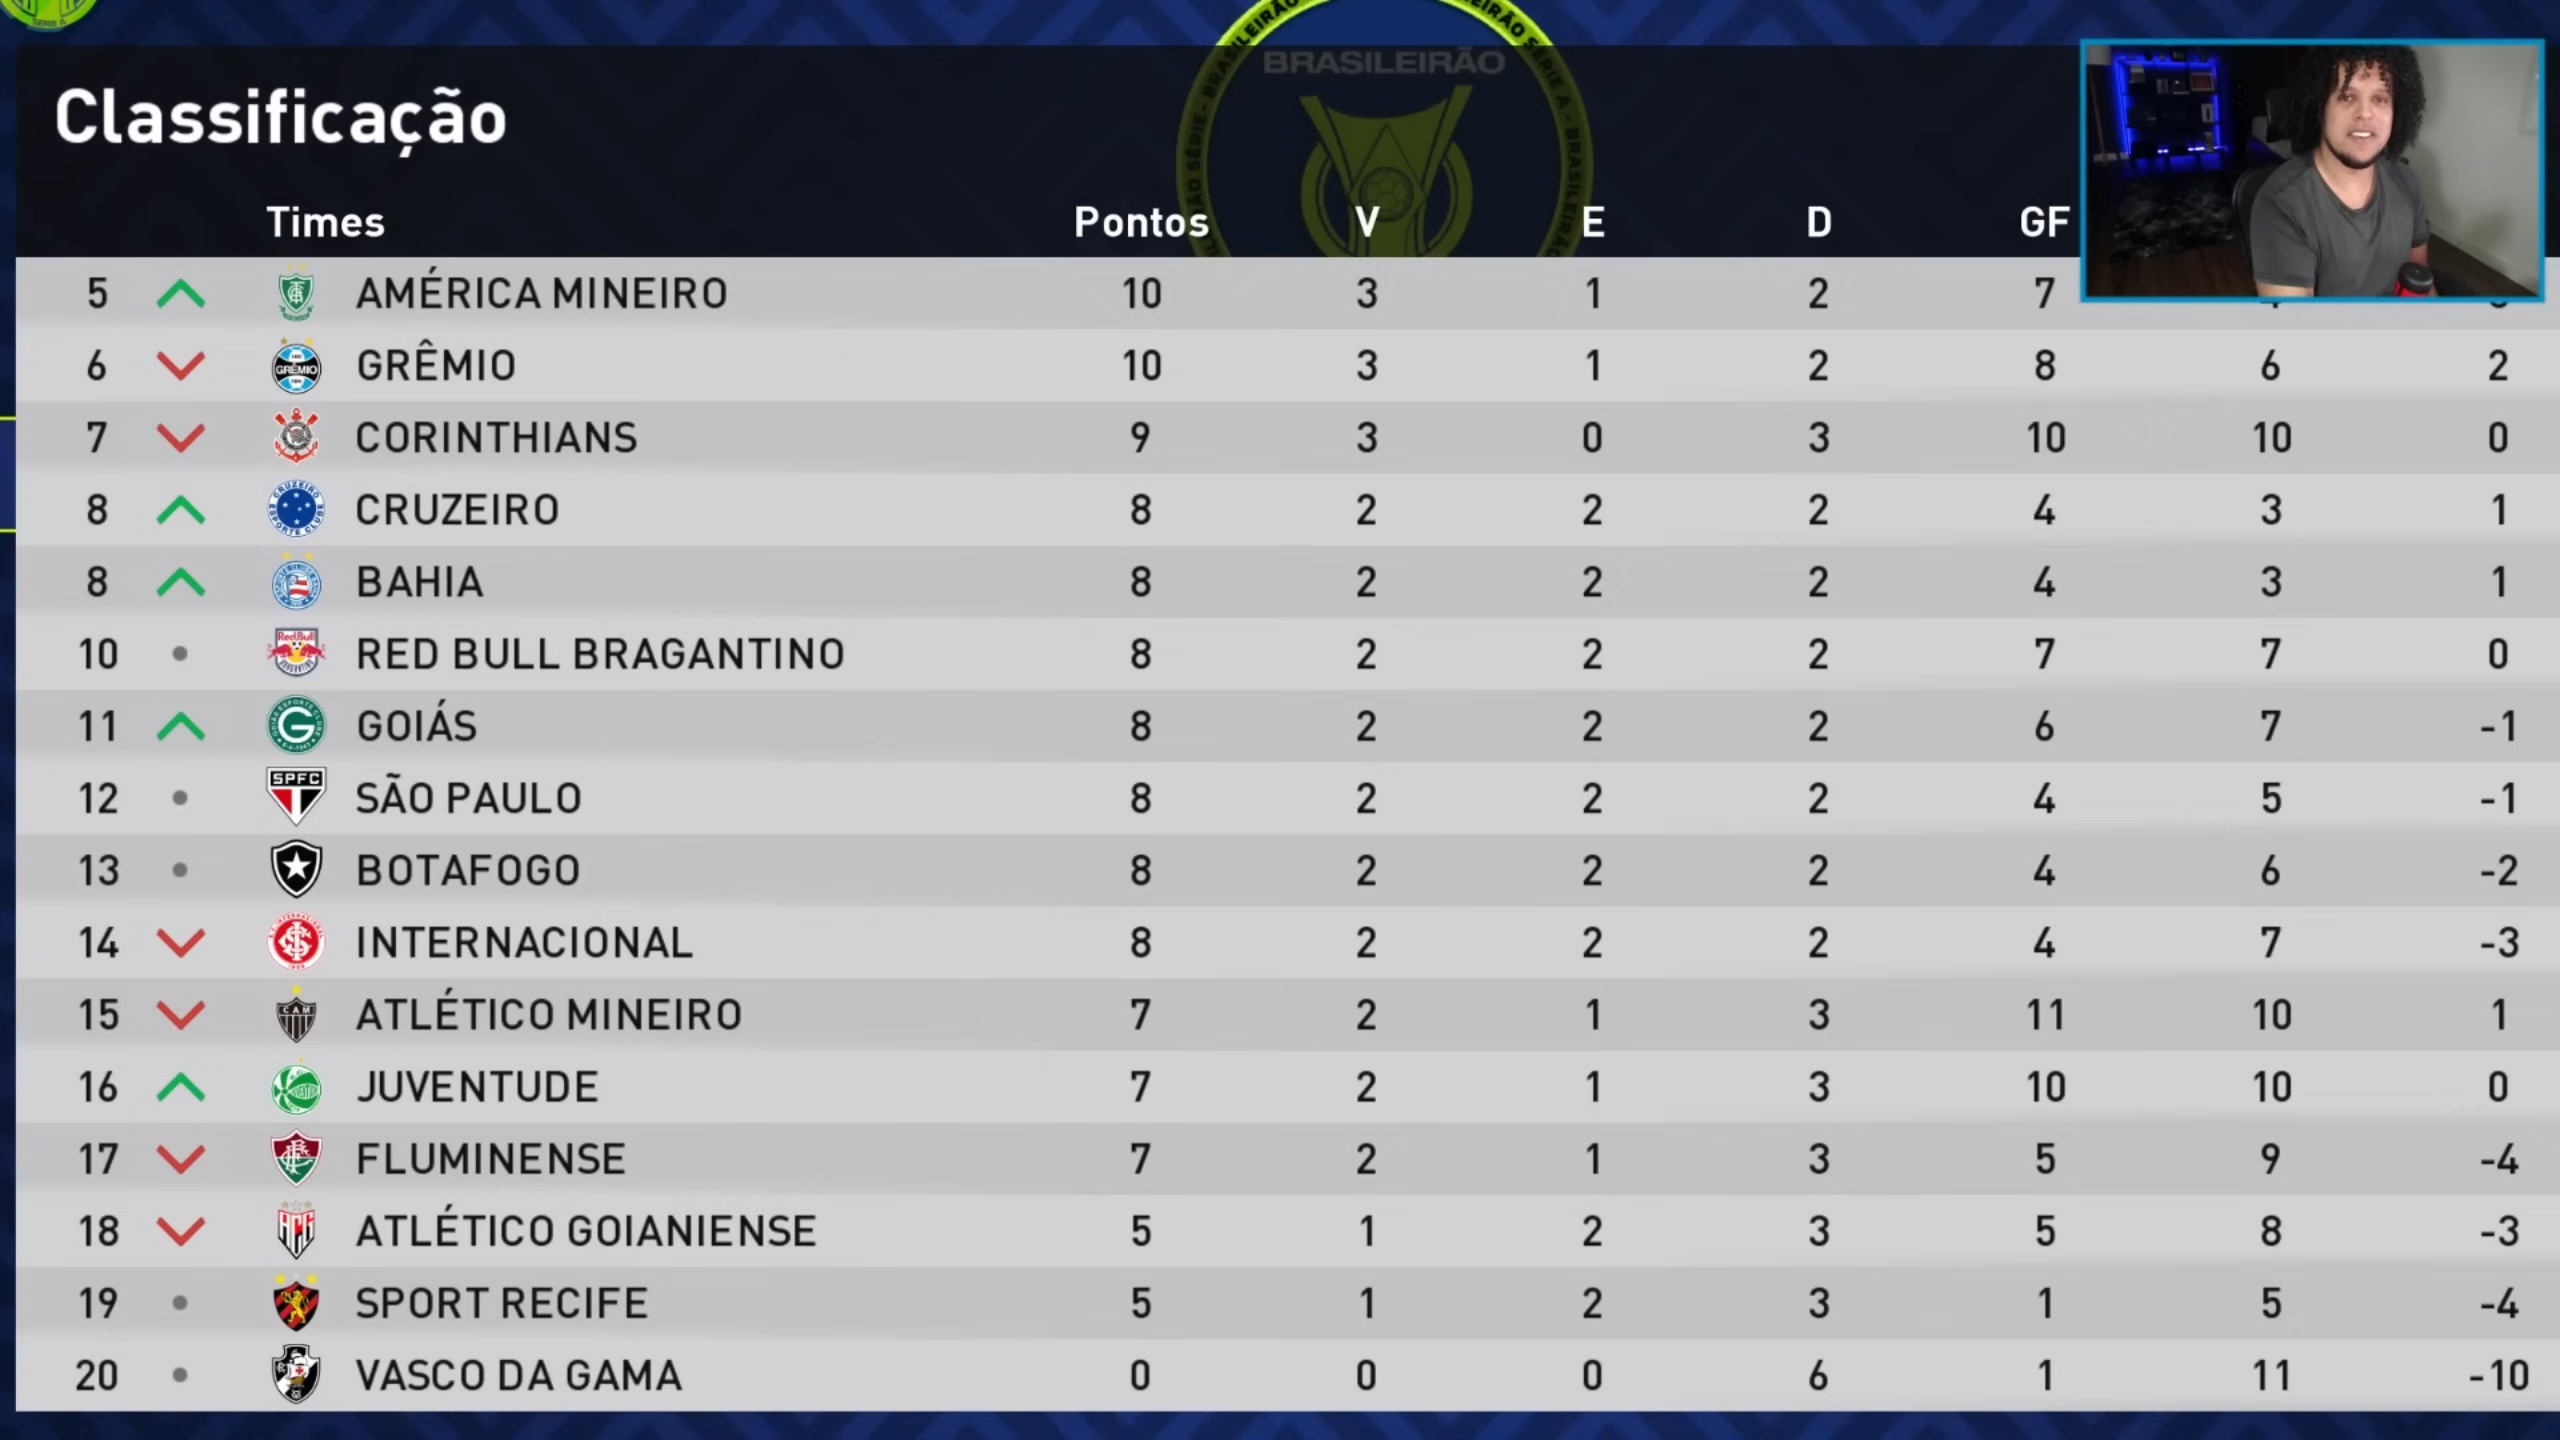 BRASILEIRÃO
Classificação
Times Pontos V E D GF
5 AMÉRICA MINEIRO 10 3 1 2 7
6 GRÊMIO 10 3 1 2 8 6 2
7 CORINTHIANS 9 3 0 3 10 10 0
8 CRUZEIRO 8 2 2 2 4 3 1
8 BAHIA 8 2 2 2 4 3 1
10 RED BULL BRAGANTINO 8 2 2 2 7 7 0
11 GOIÁS 8 2 2 2 6 7 -1
12 SÃO PAULO 8 2 2 2 4 5 -1
13 BOTAFOGO 8 2 2 2 4 6 -2
14 INTERNACIONAL 8 2 2 2 4 7 -3
15 ATLÉTICO MINEIRO 7 2 1 3 11 10 1
16 JUVENTUDE 7 2 1 3 10 10 0
17 FLUMINENSE 7 2 1 3 5 9 -4
18 ATLÉTICO GOIANIENSE 5 1 2 3 5 8 -3
19 SPORT RECIFE 5 1 2 3 1 5 -4
20 VASCO DA GAMA 0 0 0 6 1 11 -10